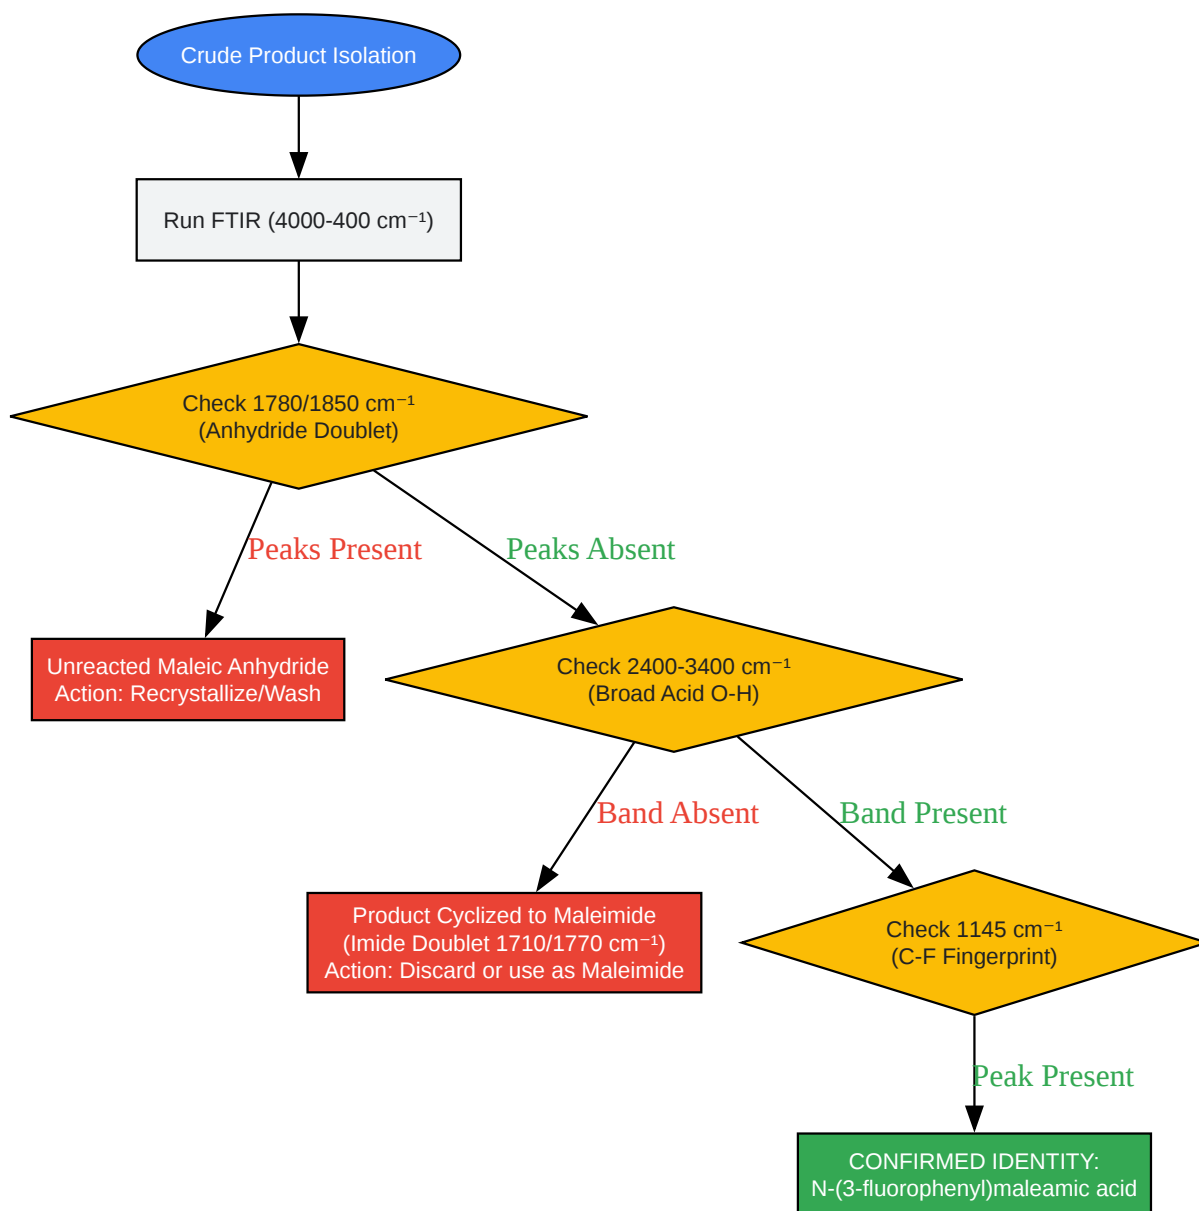 Crude Product Isolation
Run FTIR (4000-400 cm⁻¹)
Check 1780/1850 cm⁻¹
(Anhydride Doublet)
Peaks Present
Peaks Absent
Unreacted Maleic Anhydride
Action: Recrystallize/Wash
Check 2400-3400 cm⁻¹
(Broad Acid O-H)
Band Absent
Band Present
Product Cyclized to Maleimide
(Imide Doublet 1710/1770 cm⁻¹)
Action: Discard or use as Maleimide
Check 1145 cm⁻¹
(C-F Fingerprint)
Peak Present
CONFIRMED IDENTITY:
N-(3-fluorophenyl)maleamic acid